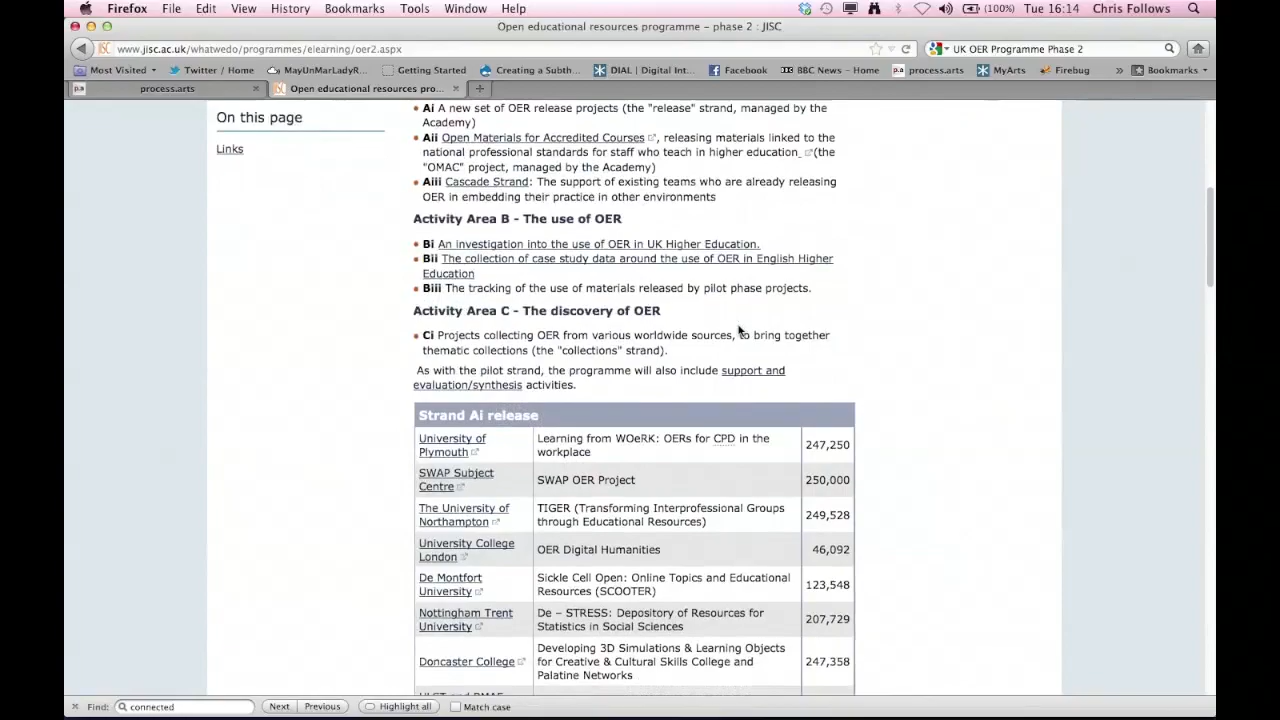 Firefox File Edit View History Bookmarks Tools Window Help (100%) Tue 16:14 Chris Follows
Open educational resources programme – phase 2 : JISC
www.jisc.ac.uk/whatwedo/programmes/elearning/oer2.aspx UK OER Programme Phase 2
Most Visited Twitter / Home MayUnMarLadyR... Getting Started Creating a Subth... DIAL | Digital Int... Facebook BBC News – Home p.a process.arts MyArts Firebug » Bookmarks
p.a process.arts Open educational resources pro...
On this page
Links
Ai A new set of OER release projects (the "release" strand, managed by the
Academy)
Aii Open Materials for Accredited Courses , releasing materials linked to the
national professional standards for staff who teach in higher education_ (the
"OMAC" project, managed by the Academy)
Aiii Cascade Strand: The support of existing teams who are already releasing
OER in embedding their practice in other environments
Activity Area B - The use of OER
Bi An investigation into the use of OER in UK Higher Education.
Bii The collection of case study data around the use of OER in English Higher
Education
Biii The tracking of the use of materials released by pilot phase projects.
Activity Area C - The discovery of OER
Ci Projects collecting OER from various worldwide sources, to bring together
thematic collections (the "collections" strand).
As with the pilot strand, the programme will also include support and
evaluation/synthesis activities.
Strand Ai release
University of Plymouth Learning from WOeRK: OERs for CPD in the workplace 247,250
SWAP Subject Centre SWAP OER Project 250,000
The University of Northampton TIGER (Transforming Interprofessional Groups through Educational Resources) 249,528
University College London OER Digital Humanities 46,092
De Montfort University Sickle Cell Open: Online Topics and Educational Resources (SCOOTER) 123,548
Nottingham Trent University De – STRESS: Depository of Resources for Statistics in Social Sciences 207,729
Doncaster College Developing 3D Simulations & Learning Objects for Creative & Cultural Skills College and Palatine Networks 247,358
Find: connected Next Previous Highlight all Match case